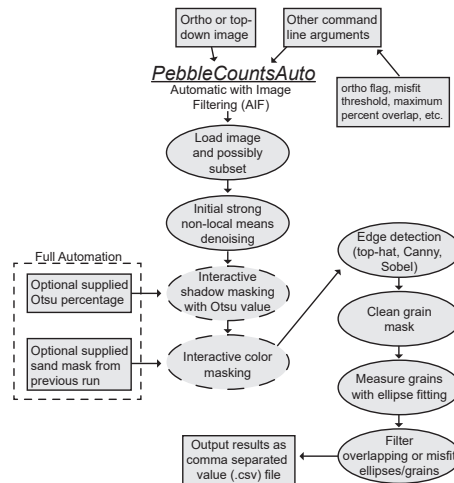 Ortho or top-
down image
Other command
line arguments
PebbleCountsAuto
Automatic with Image
Filtering (AIF)
ortho flag, misfit
threshold, maximum
percent overlap, etc.
Load image
and possibly
subset
Initial strong
non-local means
denoising
Full Automation
Optional supplied
Otsu percentage
Interactive
shadow masking
with Otsu value
Optional supplied
sand mask from
previous run
Interactive color
masking
Edge detection
(top-hat, Canny,
Sobel)
Clean grain
mask
Measure grains
with ellipse fitting
Filter
overlapping or misfit
ellipses/grains
Output results as
comma separated
value (.csv) file